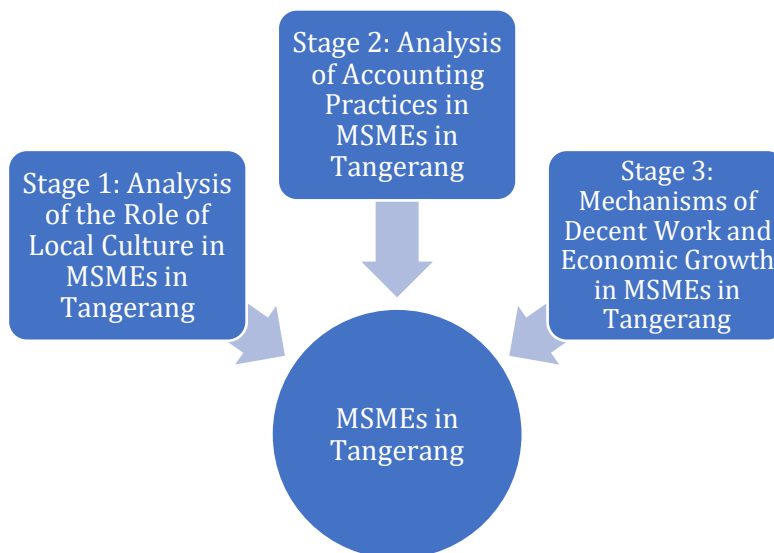 Stage 1: Analysis
of the Role of
Local Culture in
MSMEs in
Tangerang
Stage 2: Analysis
of Accounting
Practices in
MSMEs in
Tangerang
Stage 3:
Mechanisms of
Decent Work and
Economic Growth
in MSMEs in
Tangerang
MSMEs in
Tangerang